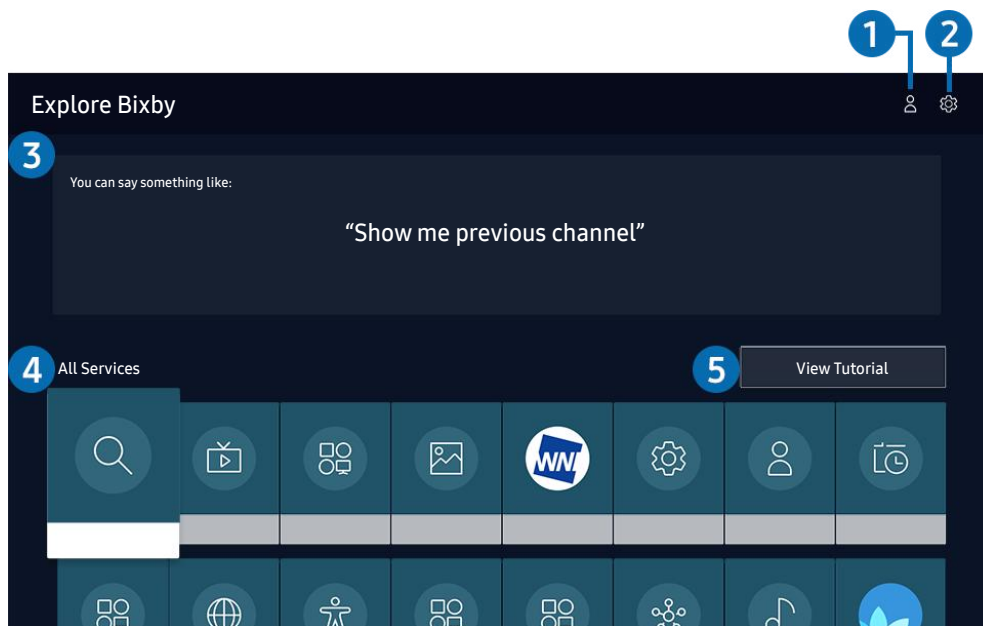 1 2
Explore Bixby
3
You can say something like:
“Show me previous channel”
4 All Services
5 View Tutorial
WNI